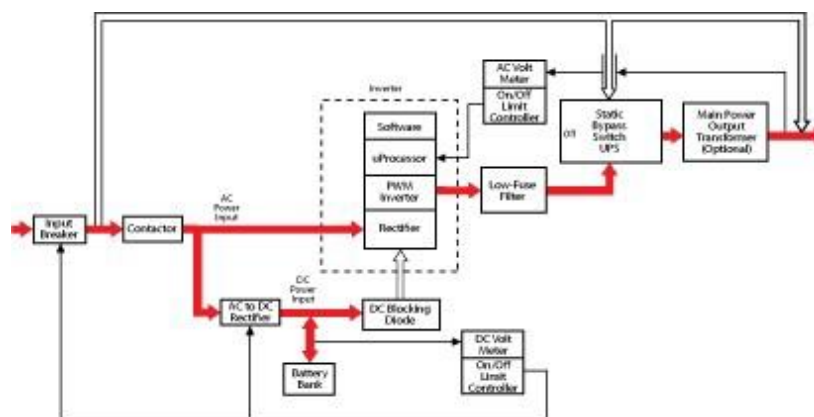 AC Volt
Meter
On/Off
Limit
Controller
Inverter
Software
uProcessor
PWM
Inverter
Rectifier
Off
Static
Bypass
Switch
UPS
Main Power
Output
Transformer
(Optional)
Low-Fuse
Filter
AC
Power
Input
Input
Breaker
Contactor
DC
Power
Input
AC to DC
Rectifier
DC Blocking
Diode
Battery
Bank
DC Volt
Meter
On/Off
Limit
Controller